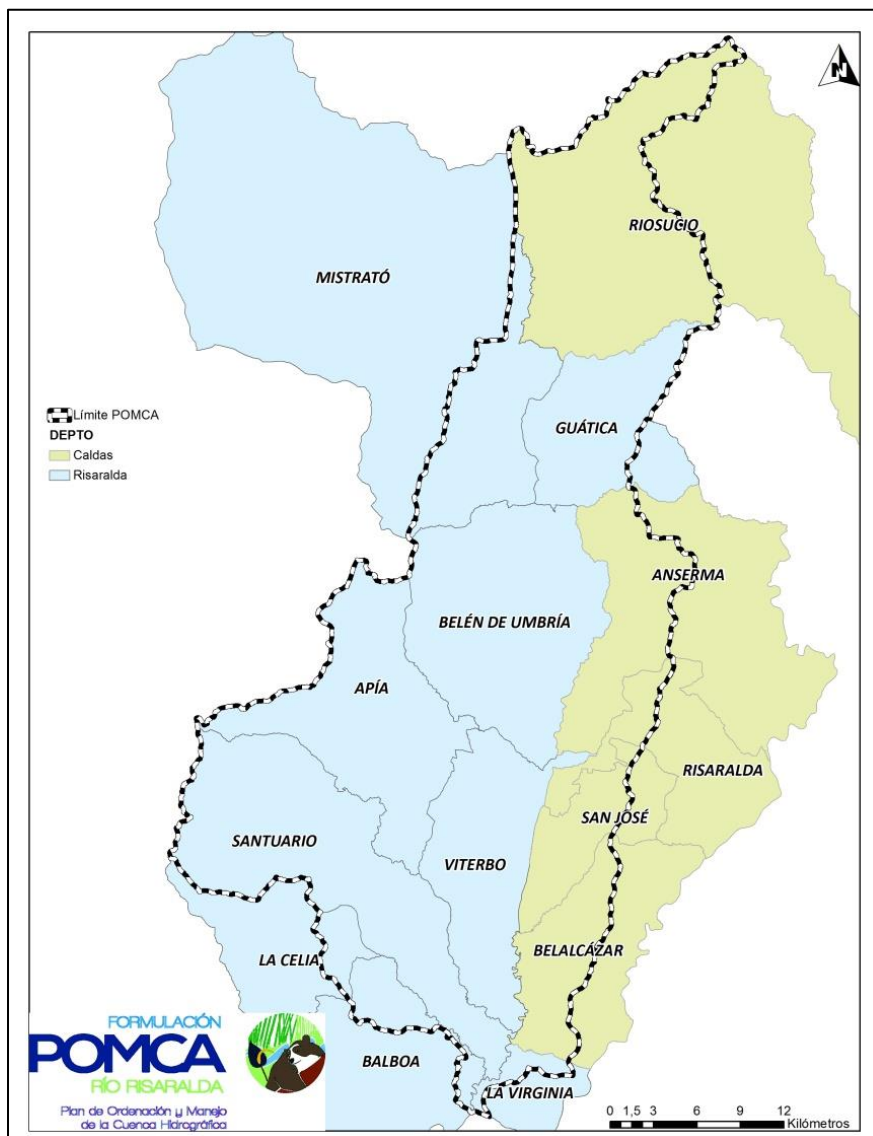 N
RIOSUCIO
MISTRATÓ
Límite POMCA
DEPTO
Caldas
Risaralda
GUÁTICA
ANSERMA
BELÉN DE UMBRÍA
APÍA
RISARALDA
SAN JOSÉ
SANTUARIO
VITERBO
BELALCÁZAR
LA CELIA
BALBOA
LA VIRGINIA
FORMULACIÓN
POMCA
RÍO RISARALDA
Plan de Ordenación y Manejo
de la Cuenca Hidrográfica
0 1,5 3 6 9 12
Kilómetros